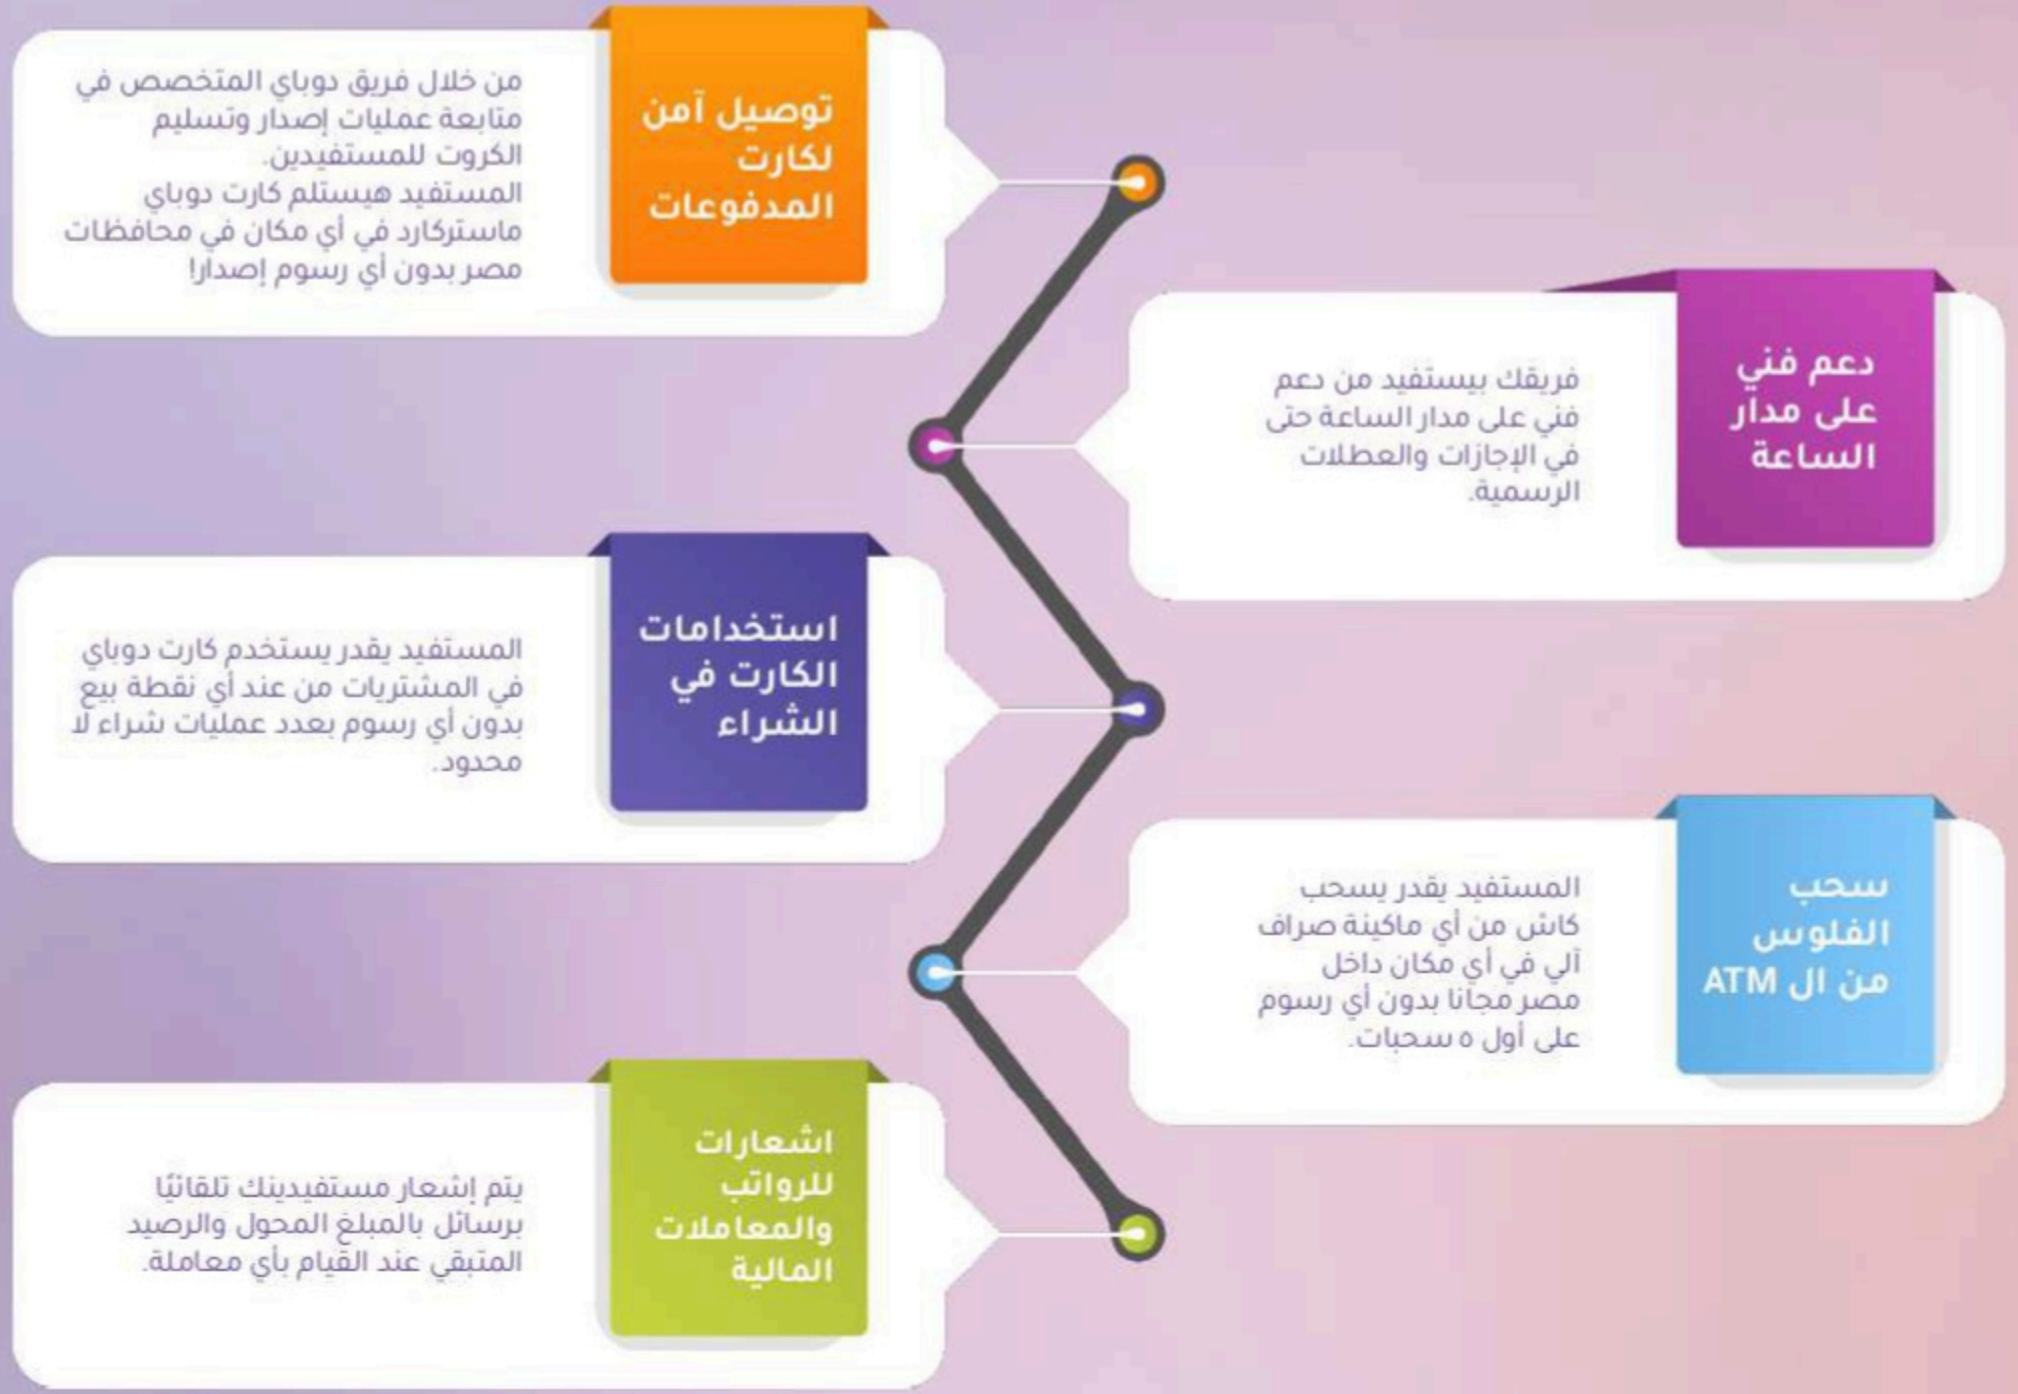 توصيل آمن
لكارت
المدفوعات
من خلال فريق دوباي المتخصص في
متابعة عمليات إصدار وتسليم
الكروت للمستفيدين.
المستفيد هيستلم كارت دوباي
ماستركارد في أي مكان في محافظات
مصر بدون أي رسوم إصدار!
دعم فني
على مدار
الساعة
فريقك بيستفيد من دعم
فني على مدار الساعة حتى
في الإجازات والعطلات
الرسمية.
استخدامات
الكارت في
الشراء
المستفيد يقدر يستخدم كارت دوباي
في المشتريات من عند أي نقطة بيع
بدون أي رسوم بعدد عمليات شراء لا
محدود.
سحب
الفلوس
من ال ATM
المستفيد يقدر يسحب
كاش من أي ماكينة صراف
آلي في أي مكان داخل
مصر مجانا بدون أي رسوم
على أول ٥ سحبات.
اشعارات
للرواتب
والمعاملات
المالية
يتم إشعار مستفيدينك تلقائيًا
برسائل بالمبلغ المحول والرصيد
المتبقي عند القيام بأي معاملة.